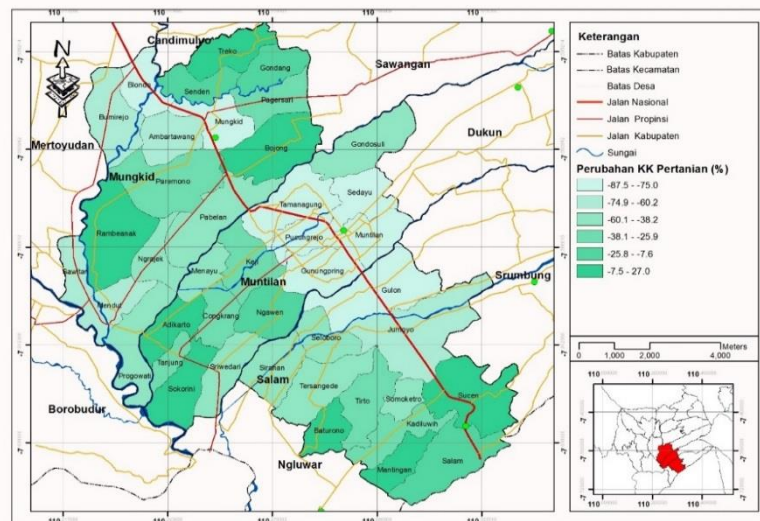 N
Candimulyo
Treko
Sawangan
Gondang
Blondo
Senden
Pagersari
Bumirejo
Mungkid
Ambartawang
Dukun
Mertoyudan
Bojong
Gondosuli
Mungkid
Paremono
Sedayu
Tamanagung
Pabelan
Rambeanak
Pucungrejo
Muntilan
Ngrajek
Keji
Menayu
Gunungpring
Sawitan
Muntilan
Srumbung
Gulon
Mendut
Ngawen
Adikarto
Congkrang
Jumoyo
Seloboro
Tanjung
Sriwedari
Sirahan
Progowati
Salam
Sokorini
Tersangede
Tirto
Somoketro
Sucen
Borobudur
Baturono
Kadiluwih
Ngluwar
Mantingan
Salam
Keterangan
Batas Kabupaten
Batas Kecamatan
Batas Desa
Jalan Nasional
Jalan Propinsi
Jalan Kabupaten
Sungai
Perubahan KK Pertanian (%)
-87.5 - -75.0
-74.9 - -60.2
-60.1 - -38.2
-38.1 - -25.9
-25.8 - -7.6
-7.5 - 27.0
Meters
0 1,000 2,000 4,000